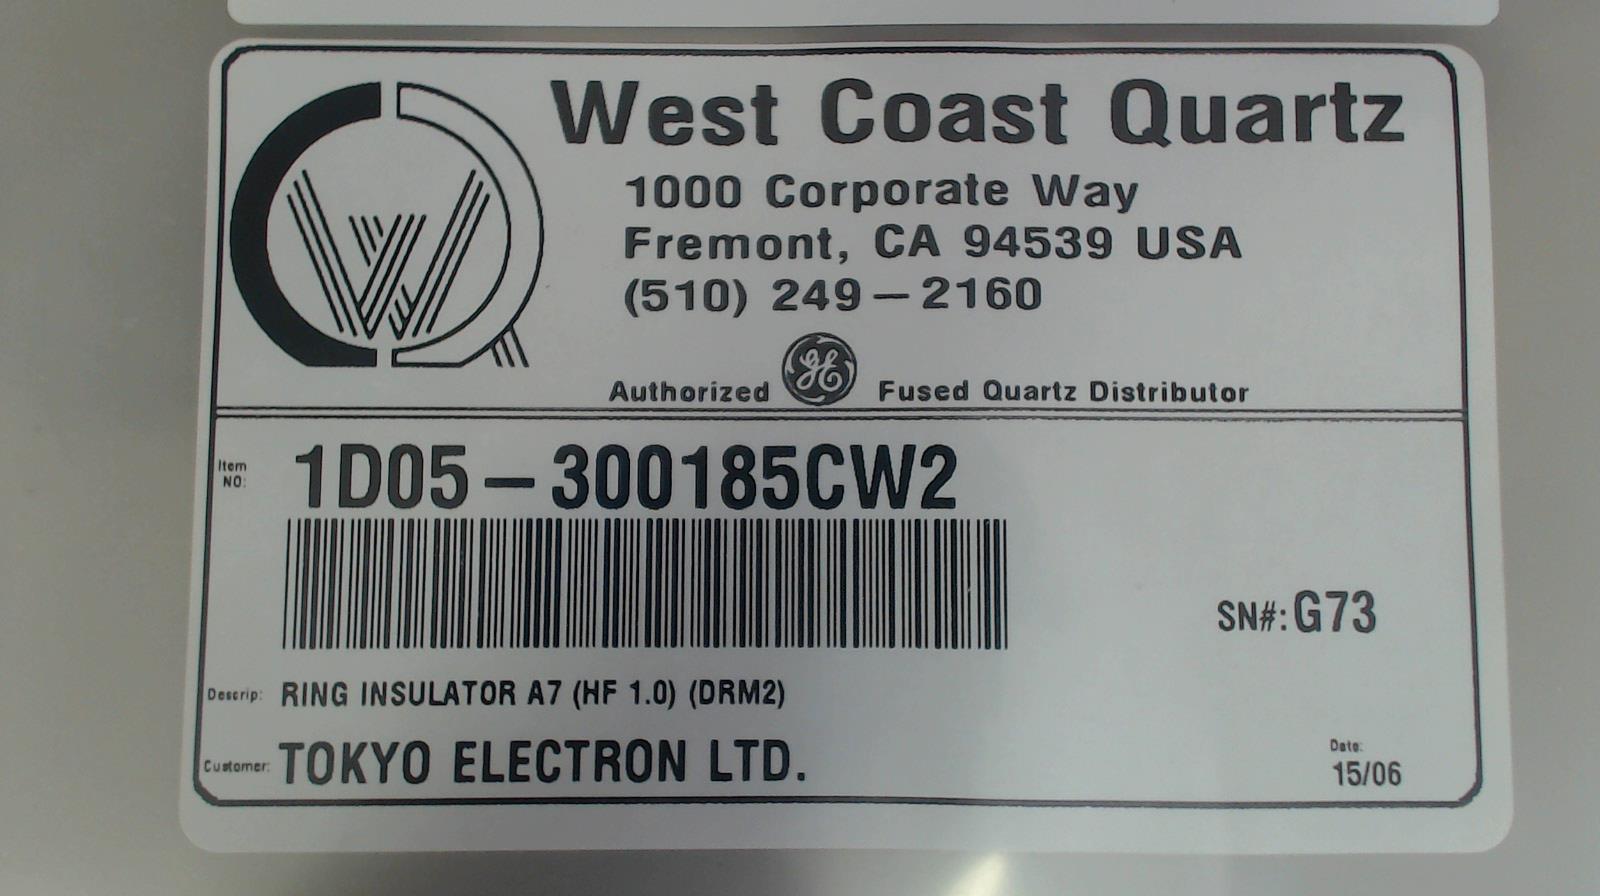 West Coast Quartz
1000 Corporate Way
Fremont, CA 94539 USA
(510) 249-2160
Authorized GE Fused Quartz Distributor
Item NO: 1D05-300185CW2
SN#: G73
Descrip: RING INSULATOR A7 (HF 1.0) (DRM2)
Customer: TOKYO ELECTRON LTD.
Date:
15/06